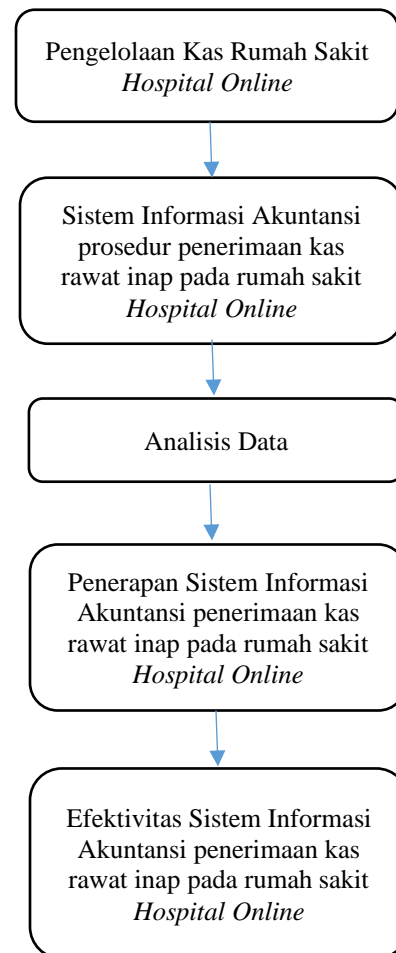 Pengelolaan Kas Rumah Sakit
Hospital Online
Sistem Informasi Akuntansi
prosedur penerimaan kas
rawat inap pada rumah sakit
Hospital Online
Analisis Data
Penerapan Sistem Informasi
Akuntansi penerimaan kas
rawat inap pada rumah sakit
Hospital Online
Efektivitas Sistem Informasi
Akuntansi penerimaan kas
rawat inap pada rumah sakit
Hospital Online